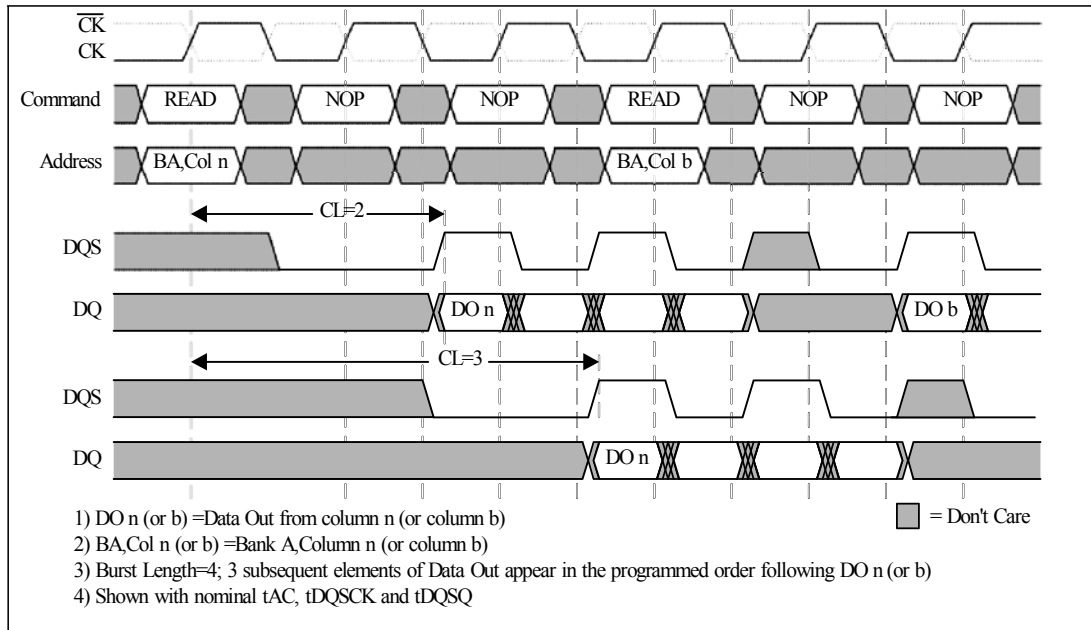 CK
CK
Command READ NOP NOP READ NOP NOP
Address BA,Col n BA,Col b
CL=2
DQS
DQ DO n DO b
CL=3
DQS
DQ DO n
1) DO n (or b) =Data Out from column n (or column b)
= Don't Care
2) BA,Col n (or b) =Bank A,Column n (or column b)
3) Burst Length=4; 3 subsequent elements of Data Out appear in the programmed order following DO n (or b)
4) Shown with nominal tAC, tDQSCK and tDQSQ